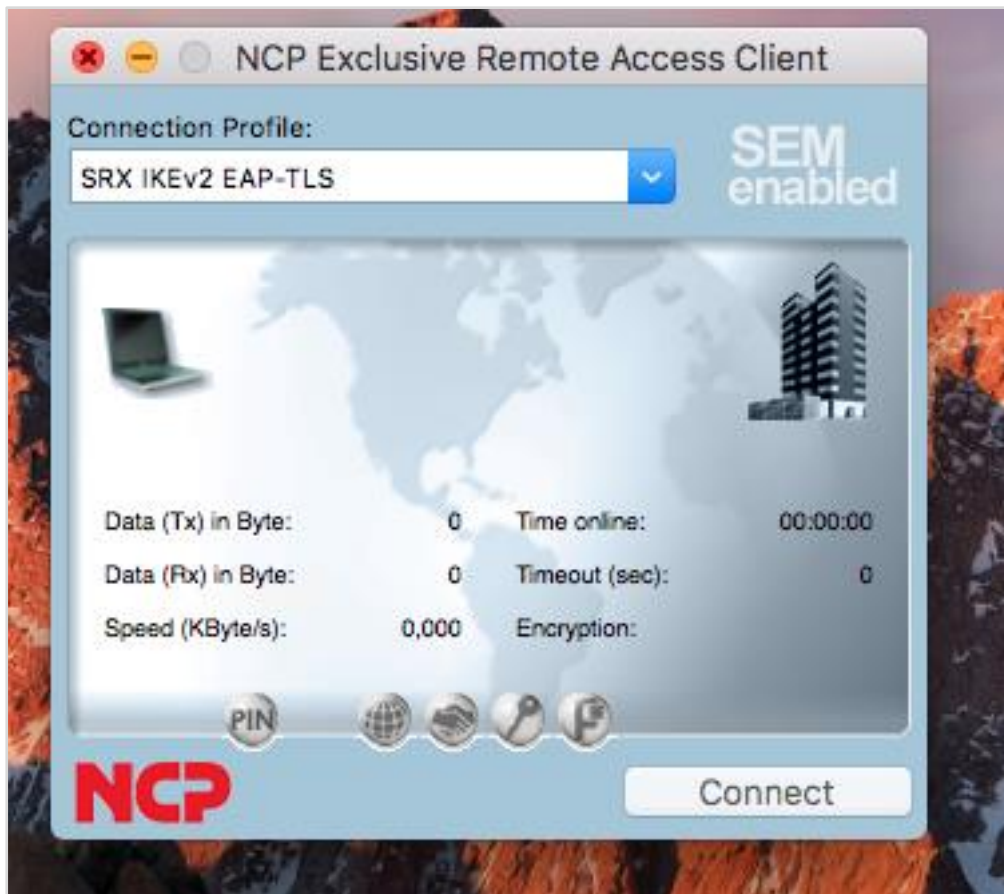 NCP Exclusive Remote Access Client
Connection Profile:
SEM
enabled
SRX IKEv2 EAP-TLS
Data (Tx) in Byte: 0 Time online: 00:00:00
Data (Rx) in Byte: 0 Timeout (sec): 0
Speed (KByte/s): 0,000 Encryption:
PIN
NCP
Connect